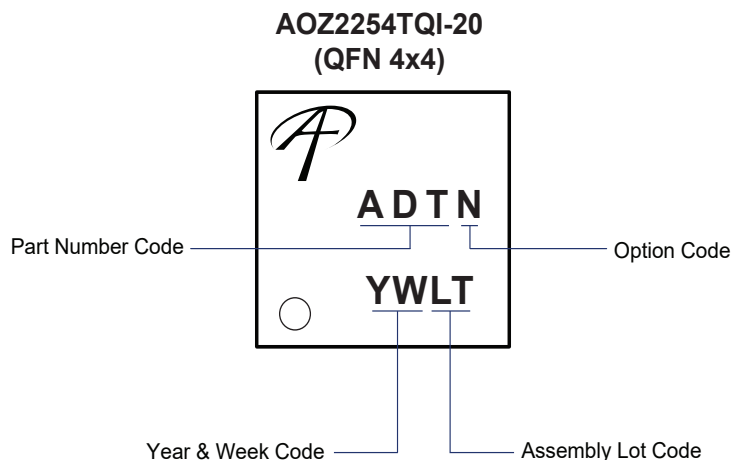 AOZ2254TQI-20
(QFN 4x4)
ADTN
Part Number Code
Option Code
YWLT
Year & Week Code
Assembly Lot Code